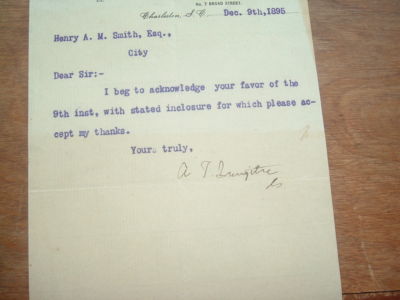 No. 7 BROAD STREET.
Charleston, S. C. Dec. 9th,1895
Henry A. M. Smith, Esq.,
City
Dear Sir:-
I beg to acknowledge your favor of the
9th inst, with stated inclosure for which please ac-
cept my thanks.
Yours truly,
A T.